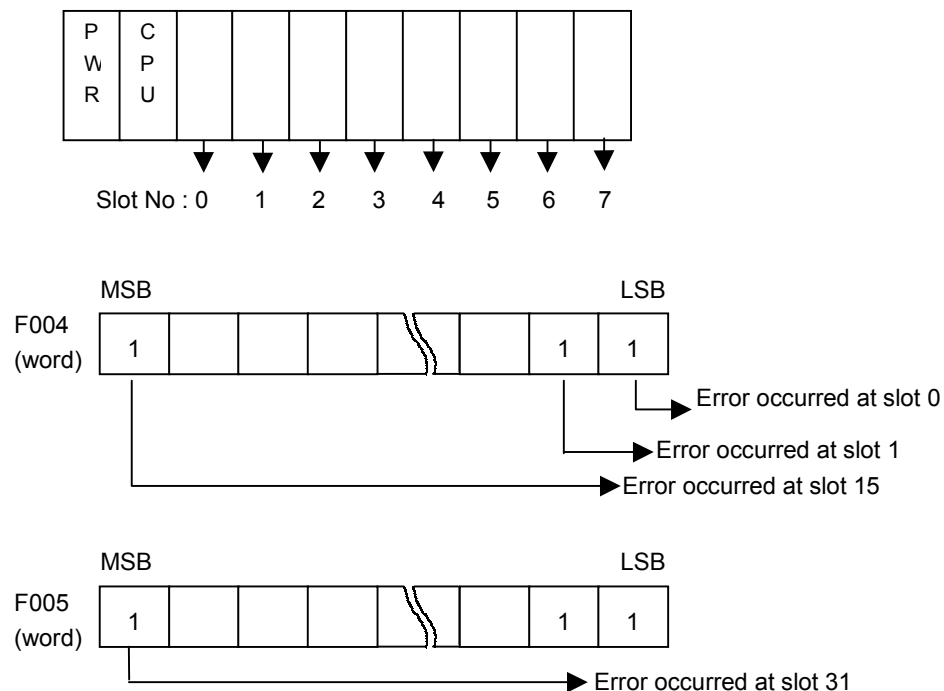 P C
W P
R U
Slot No : 0 1 2 3 4 5 6 7
MSB LSB
F004
(word)
1 1 1
Error occurred at slot 0
Error occurred at slot 1
Error occurred at slot 15
MSB LSB
F005
(word)
1 1 1
Error occurred at slot 31